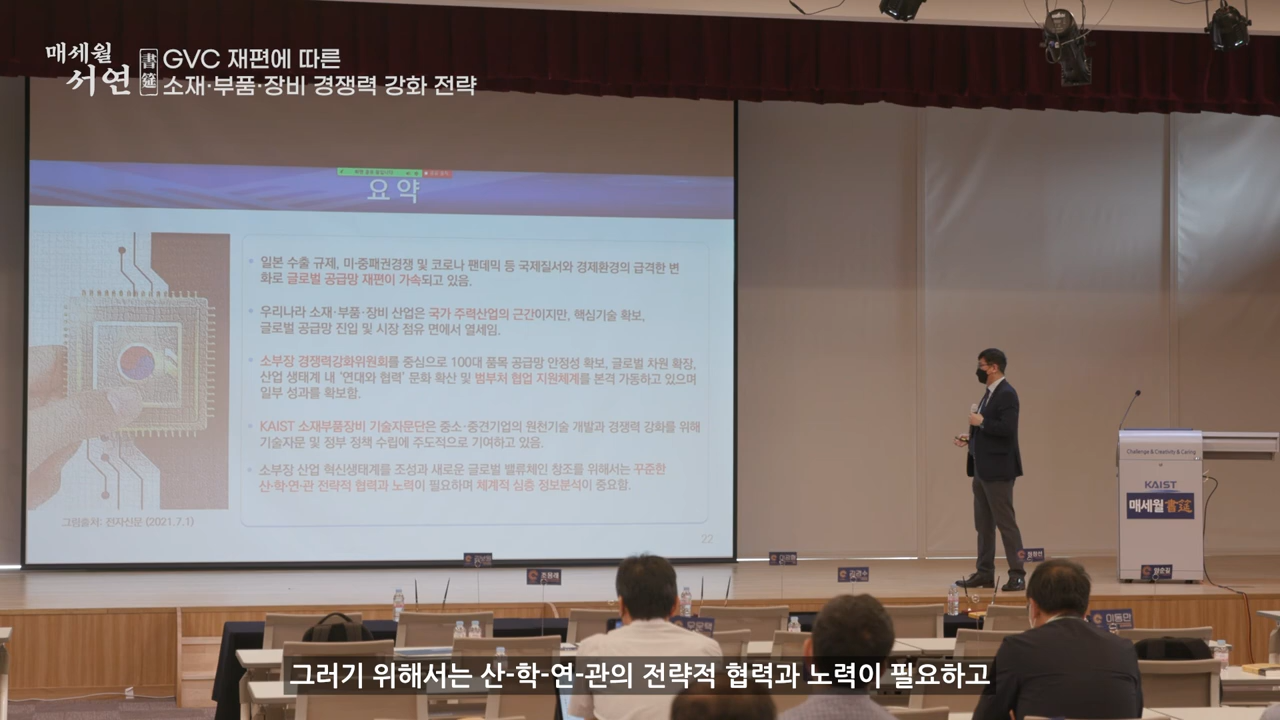 매세월
서연
書筵
GVC 재편에 따른
소재·부품·장비 경쟁력 강화 전략
요약
• 일본 수출 규제, 미·중패권경쟁 및 코로나 팬데믹 등 국제질서와 경제환경의 급격한 변
화로 글로벌 공급망 재편이 가속되고 있음.
• 우리나라 소재·부품·장비 산업은 국가 주력산업의 근간이지만, 핵심기술 확보,
글로벌 공급망 진입 및 시장 점유 면에서 열세임.
• 소부장 경쟁력강화위원회를 중심으로 100대 품목 공급망 안정성 확보, 글로벌 차원 확장,
산업 생태계 내 '연대와 협력' 문화 확산 및 범부처 협업 지원체계를 본격 가동하고 있으며
일부 성과를 확보함.
• KAIST 소재부품장비 기술자문단은 중소·중견기업의 원천기술 개발과 경쟁력 강화를 위해
기술자문 및 정부 정책 수립에 주도적으로 기여하고 있음.
• 소부장 산업 혁신생태계를 조성과 새로운 글로벌 밸류체인 창조를 위해서는 꾸준한
산·학·연·관 전략적 협력과 노력이 필요하며 체계적 심층 정보분석이 중요함.
그림출처: 전자신문 (2021.7.1)
22
Challenge & Creativity & Caring
KAIST
매세월 書筵
이동만
그러기 위해서는 산-학-연-관의 전략적 협력과 노력이 필요하고